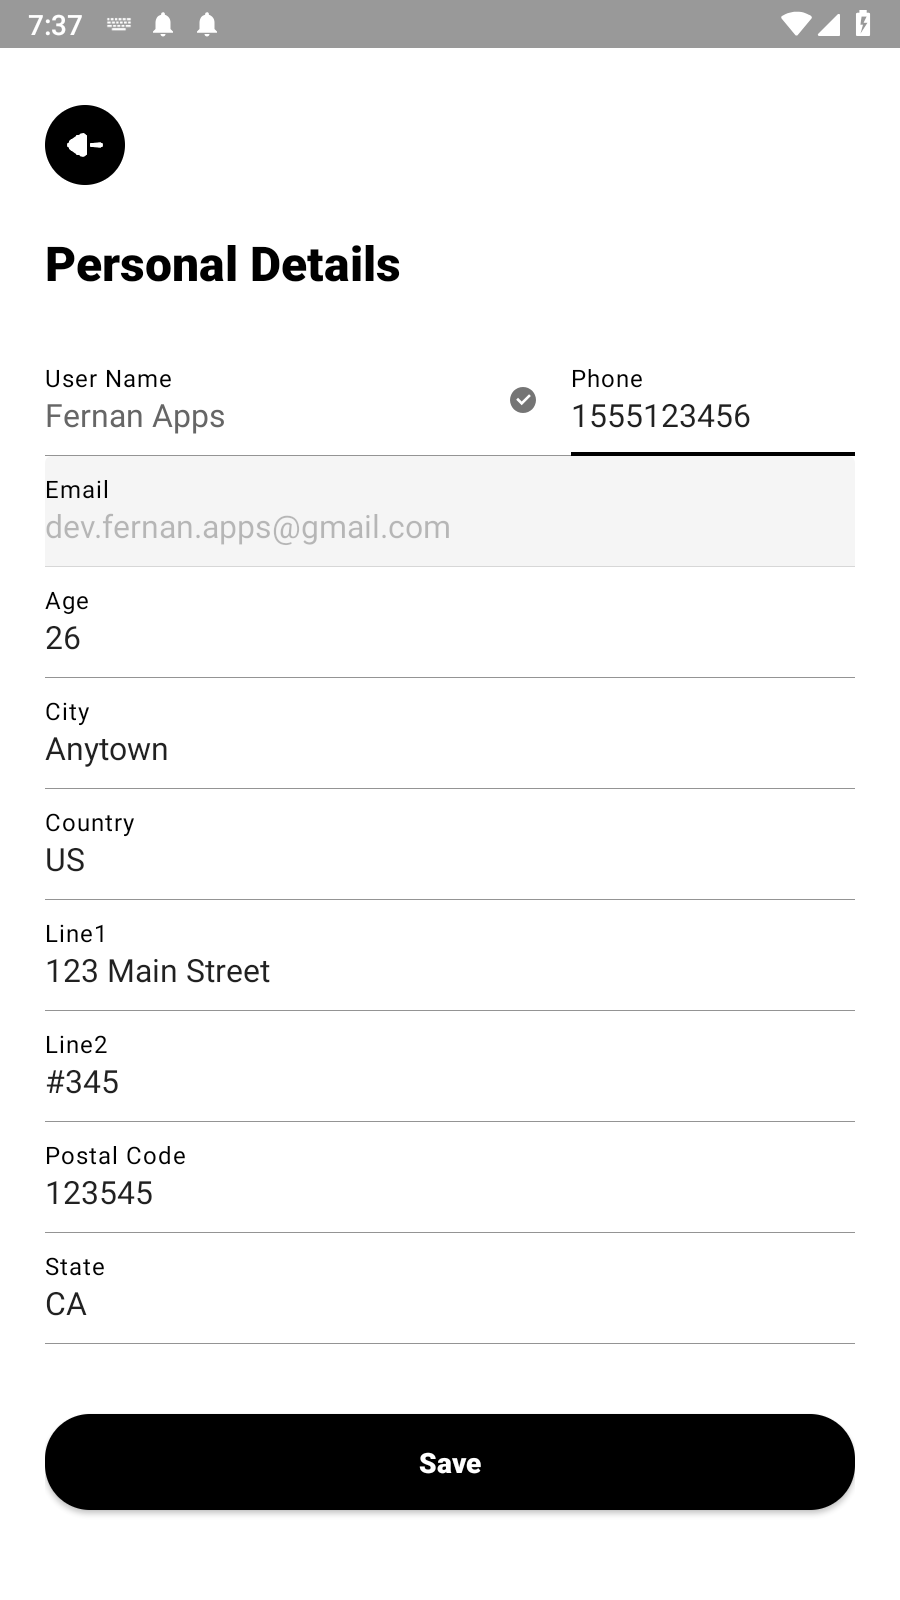 7:37
Personal Details
User Name
Fernan Apps
Phone
1555123456
Email
dev.fernan.apps@gmail.com
Age
26
City
Anytown
Country
US
Line1
123 Main Street
Line2
#345
Postal Code
123545
State
CA
Save